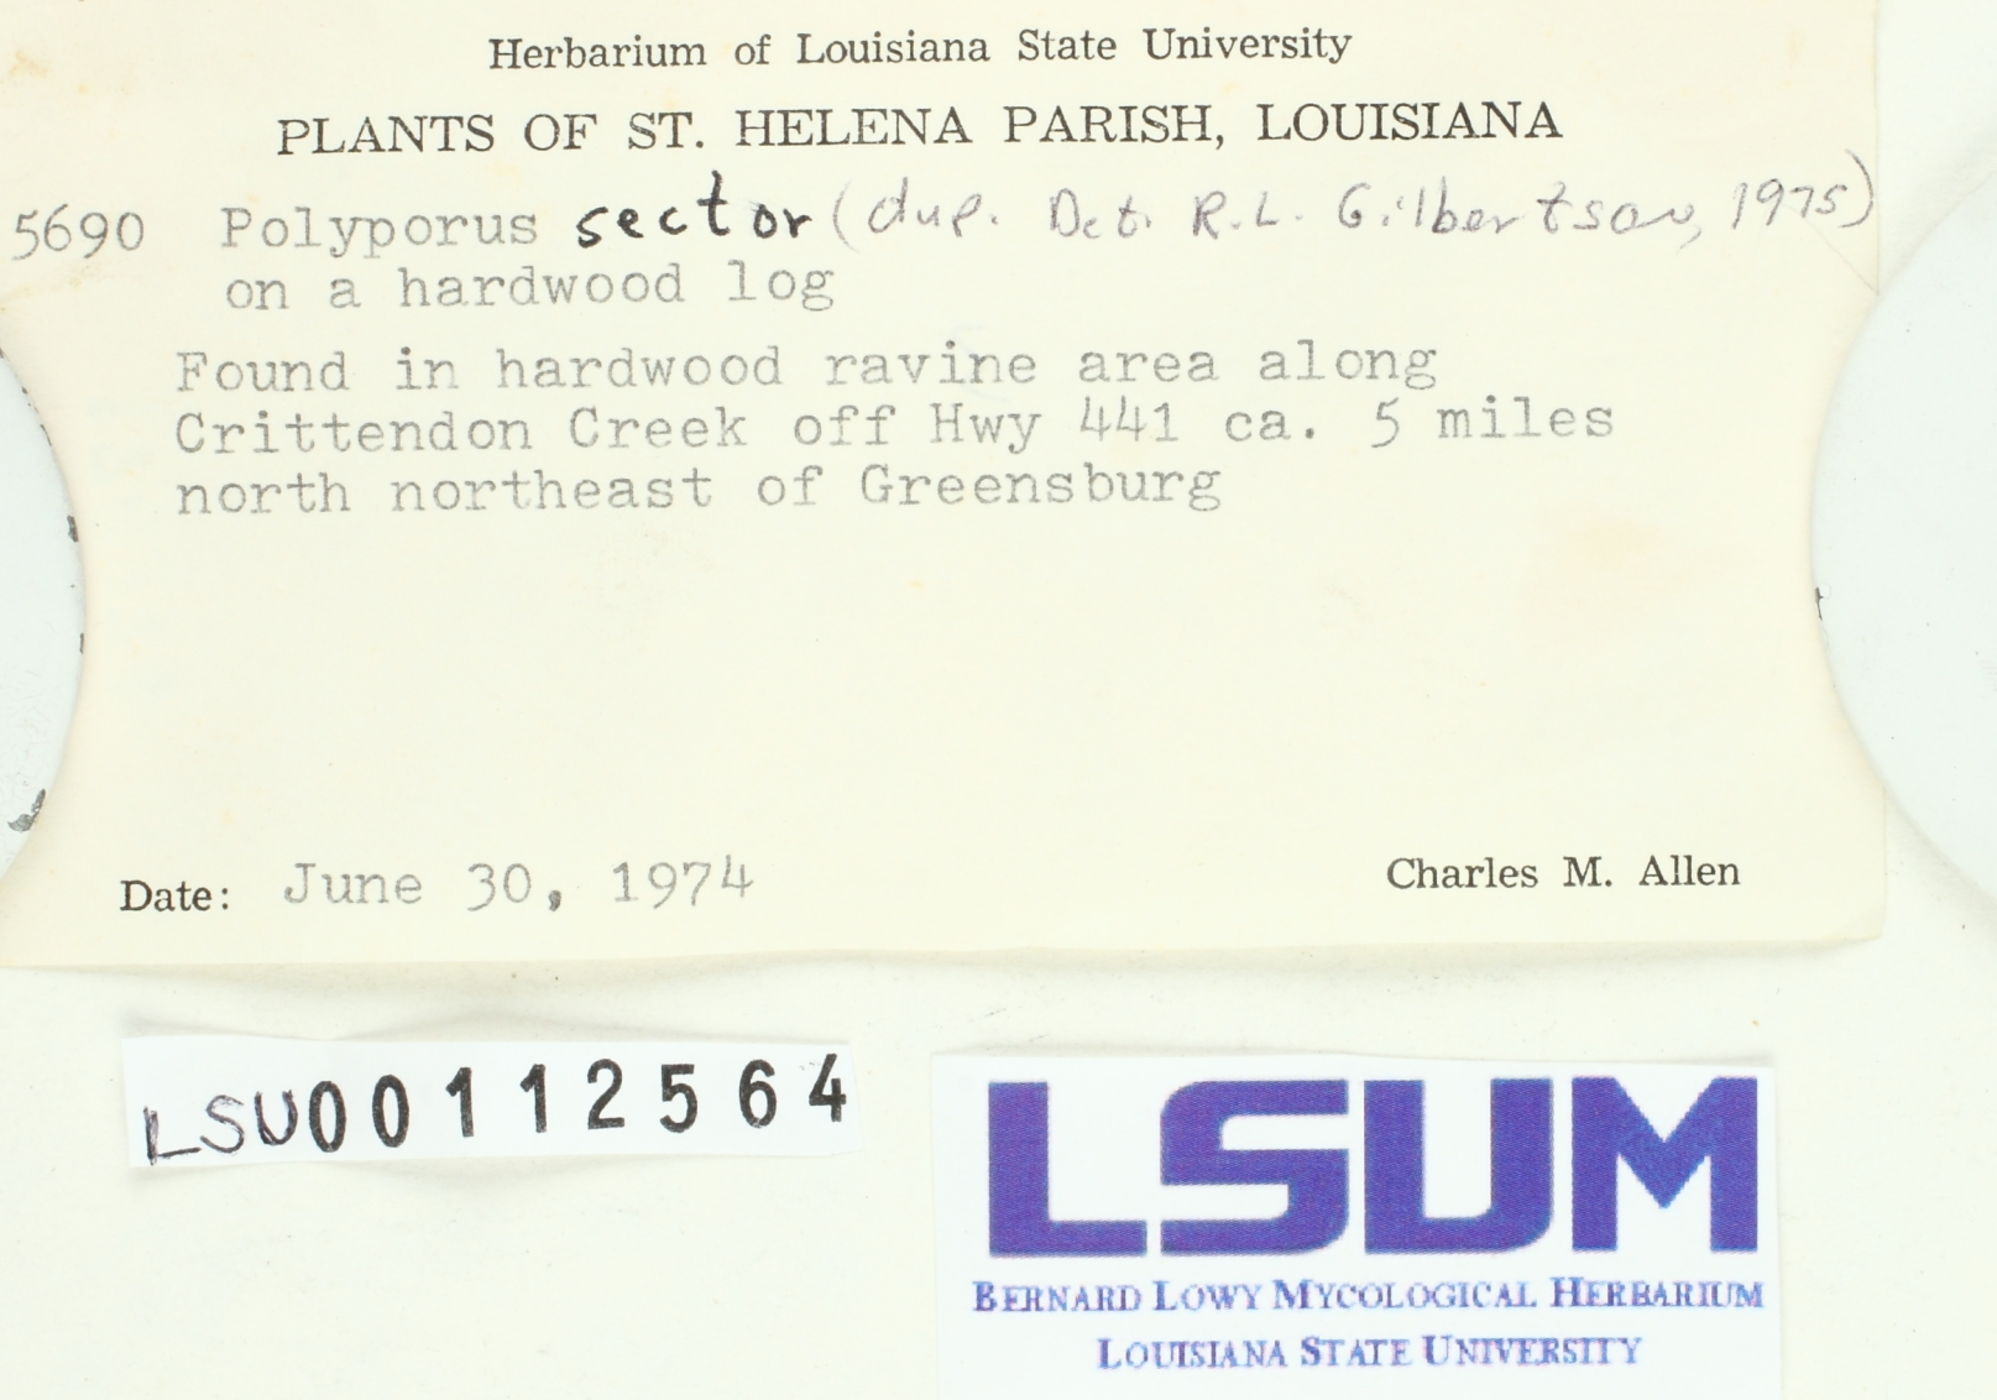 Herbarium of Louisiana State University
PLANTS OF ST. HELENA PARISH, LOUISIANA
5690 Polyporus sector (dup. Det. R.L. Gilbertson, 1975)
on a hardwood log
Found in hardwood ravine area along
Crittendon Creek off Hwy 441 ca. 5 miles
north northeast of Greensburg
Date: June 30, 1974 Charles M. Allen
LSU00112564
LSUM
BERNARD LOWY MYCOLOGICAL HERBARIUM
LOUISIANA STATE UNIVERSITY